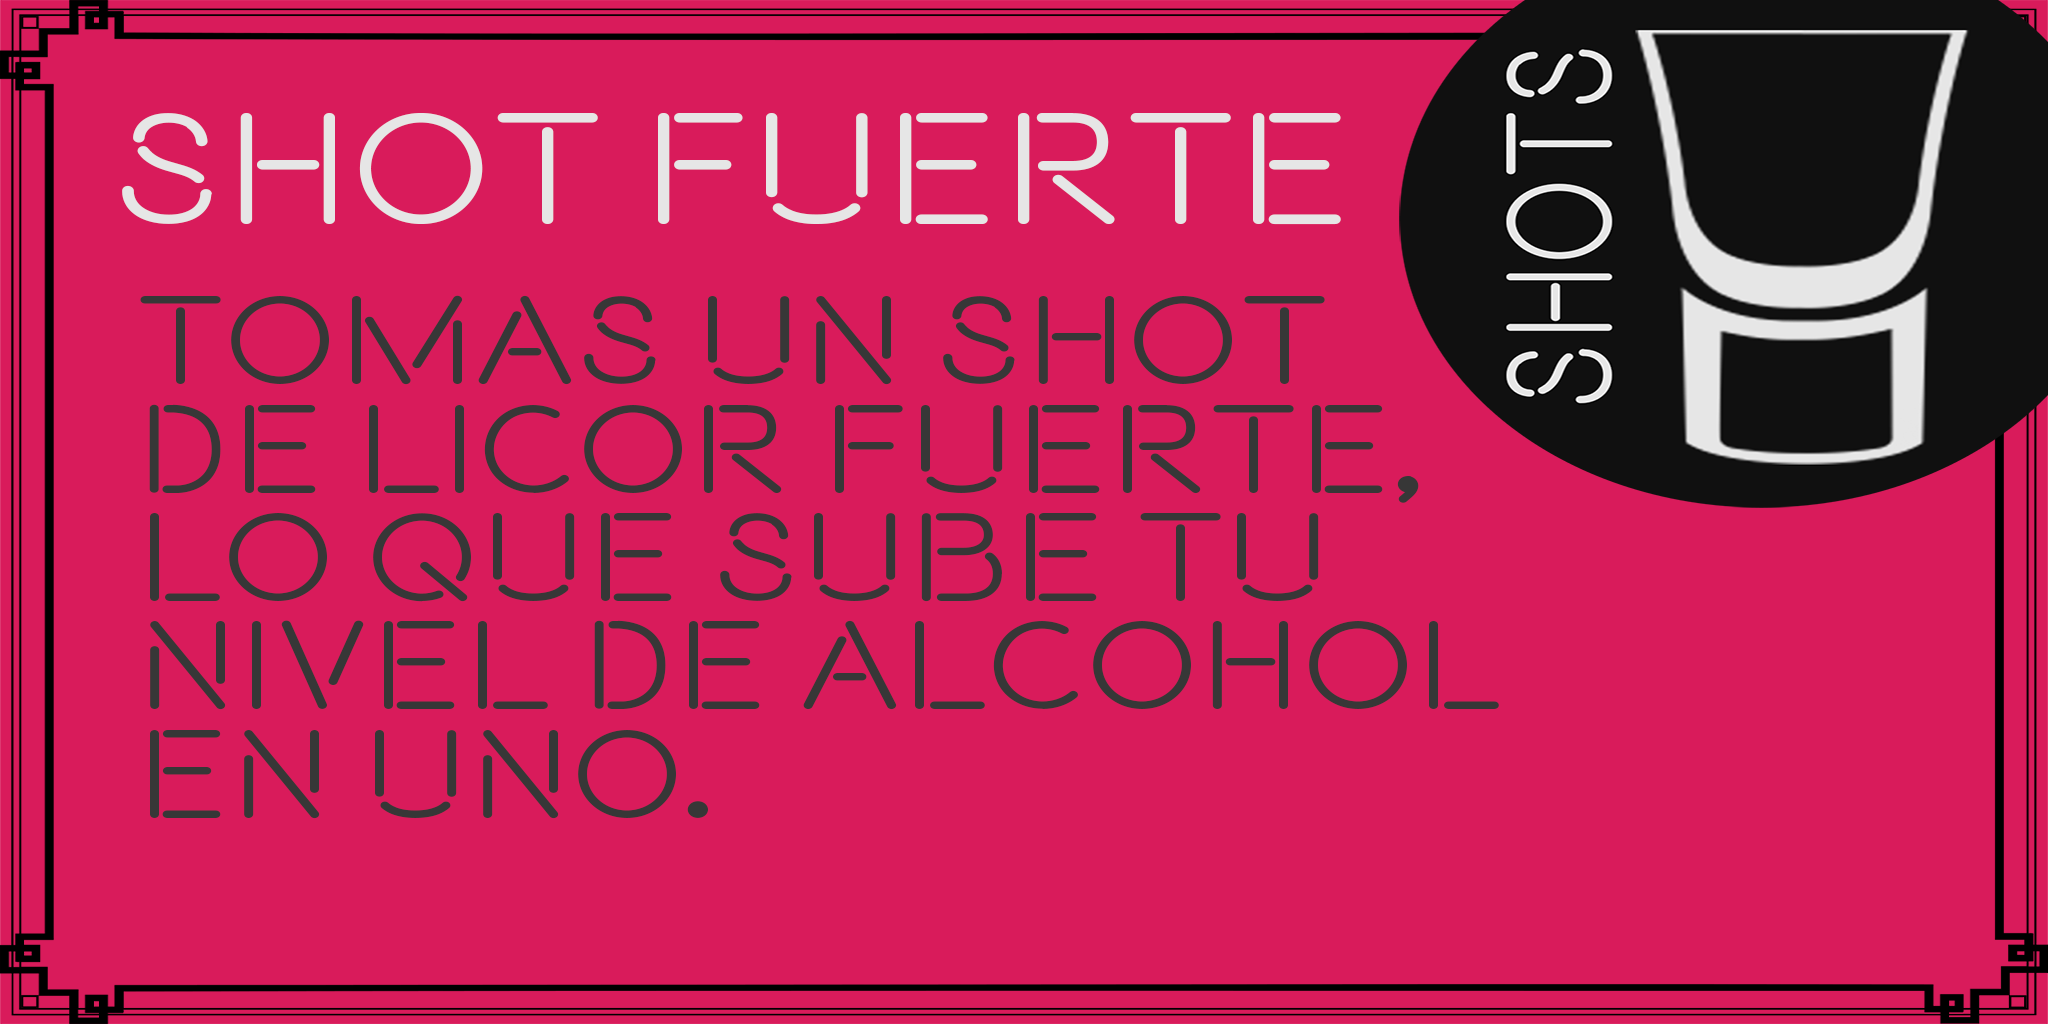 SHOT FUERTE
SHOTS
TOMAS UN SHOT
DE LICOR FUERTE,
LO QUE SUBE TU
NIVEL DE ALCOHOL
EN UNO.